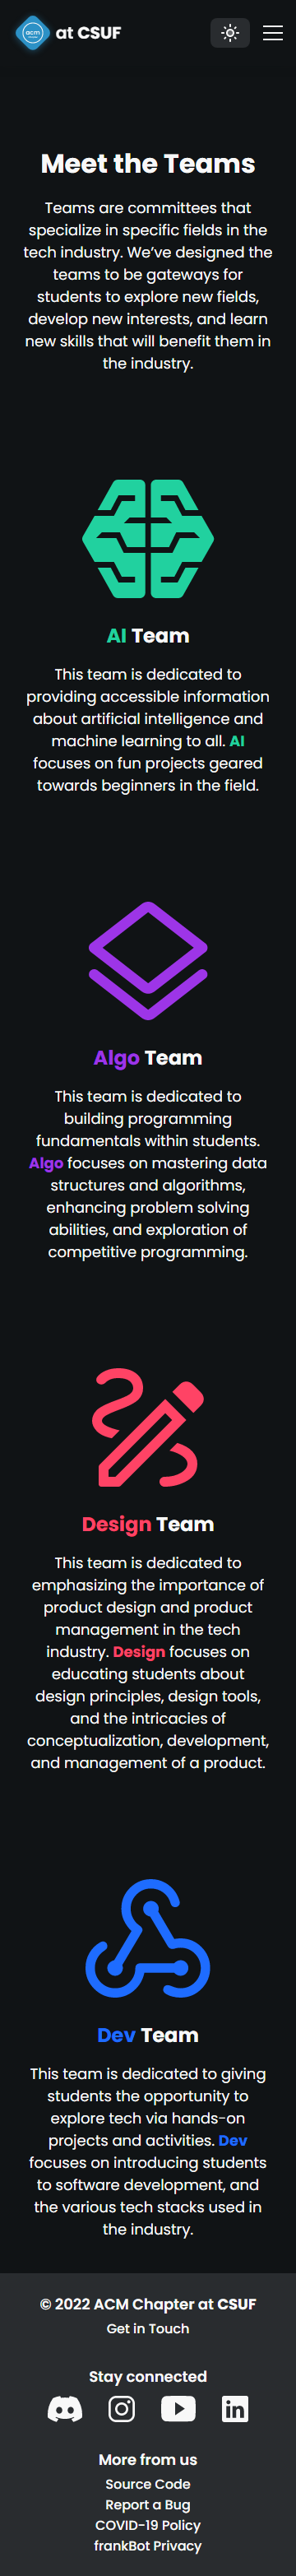 acm
at CSUF
Meet the Teams
Teams are committees that
specialize in specific fields in the
tech industry. We’ve designed the
teams to be gateways for
students to explore new fields,
develop new interests, and learn
new skills that will benefit them in
the industry.
AI Team
This team is dedicated to
providing accessible information
about artificial intelligence and
machine learning to all. AI
focuses on fun projects geared
towards beginners in the field.
Algo Team
This team is dedicated to
building programming
fundamentals within students.
Algo focuses on mastering data
structures and algorithms,
enhancing problem solving
abilities, and exploration of
competitive programming.
Design Team
This team is dedicated to
emphasizing the importance of
product design and product
management in the tech
industry. Design focuses on
educating students about
design principles, design tools,
and the intricacies of
conceptualization, development,
and management of a product.
Dev Team
This team is dedicated to giving
students the opportunity to
explore tech via hands-on
projects and activities. Dev
focuses on introducing students
to software development, and
the various tech stacks used in
the industry.
© 2022 ACM Chapter at CSUF
Get in Touch
Stay connected
in
More from us
Source Code
Report a Bug
COVID-19 Policy
frankBot Privacy